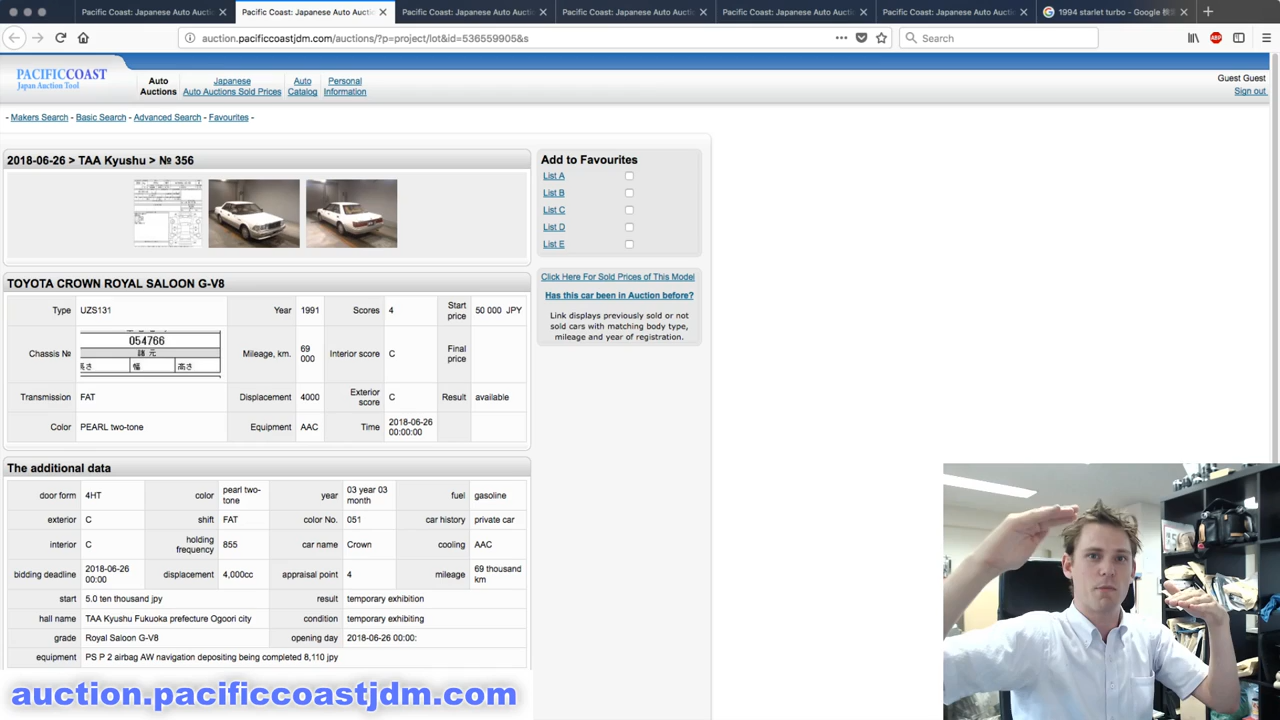 Pacific Coast: Japanese Auto Auctio
Pacific Coast: Japanese Auto Auctio
Pacific Coast: Japanese Auto Auctio
Pacific Coast: Japanese Auto Auctio
Pacific Coast: Japanese Auto Auctio
Pacific Coast: Japanese Auto Auctio
1994 starlet turbo - Google 検索
auction.pacificcoastjdm.com/auctions/?p=project/lot&id=536559905&s
Search
ABP
PACIFICCOAST
Japan Auction Tool
Auto Auctions
Japanese Auto Auctions Sold Prices
Auto Catalog
Personal Information
Guest Guest
Sign out
- Makers Search - Basic Search - Advanced Search - Favourites -
2018-06-26 > TAA Kyushu > № 356
Add to Favourites
List A
List B
List C
List D
List E
Click Here For Sold Prices of This Model
Has this car been in Auction before?
Link displays previously sold or not
sold cars with matching body type,
mileage and year of registration.
TOYOTA CROWN ROYAL SALOON G-V8
Type UZS131 Year 1991 Scores 4 Start price 50 000 JPY
Chassis № 054766 諸元 高さ 幅 高さ Mileage, km. 69 000 Interior score C Final price
Transmission FAT Displacement 4000 Exterior score C Result available
Color PEARL two-tone Equipment AAC Time 2018-06-26 00:00:00
The additional data
door form 4HT color pearl two-tone year 03 year 03 month fuel gasoline
exterior C shift FAT color No. 051 car history private car
interior C holding frequency 855 car name Crown cooling AAC
bidding deadline 2018-06-26 00:00 displacement 4,000cc appraisal point 4 mileage 69 thousand km
start 5.0 ten thousand jpy result temporary exhibition
hall name TAA Kyushu Fukuoka prefecture Ogoori city condition temporary exhibiting
grade Royal Saloon G-V8 opening day 2018-06-26 00:00:
equipment PS P 2 airbag AW navigation depositing being completed 8,110 jpy
auction.pacificcoastjdm.com